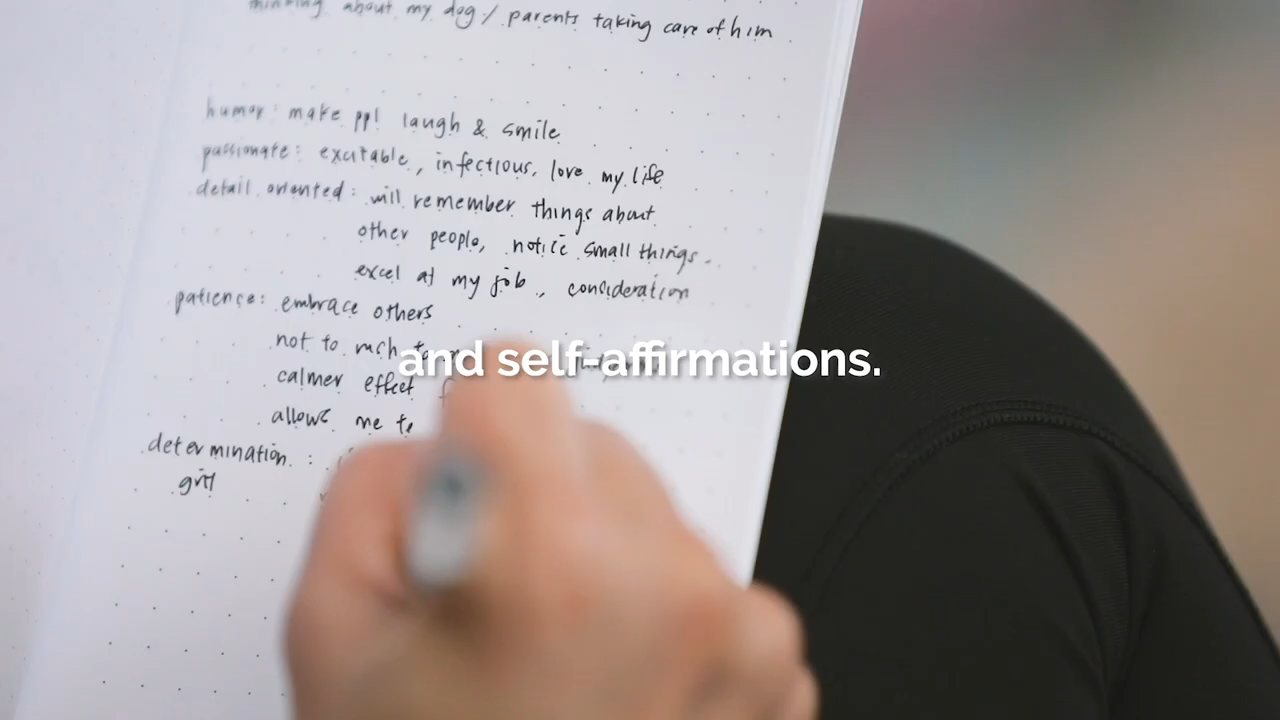 thinking about my dog / parents taking care of him
humor: make ppl laugh & smile
passionate: excitable, infectious, love my life
detail oriented: will remember things about
other people, notice small things.
excel at my job, consideration
patience: embrace others
not to
calmer effect
allows me to
determination:
grit
and self-affirmations.